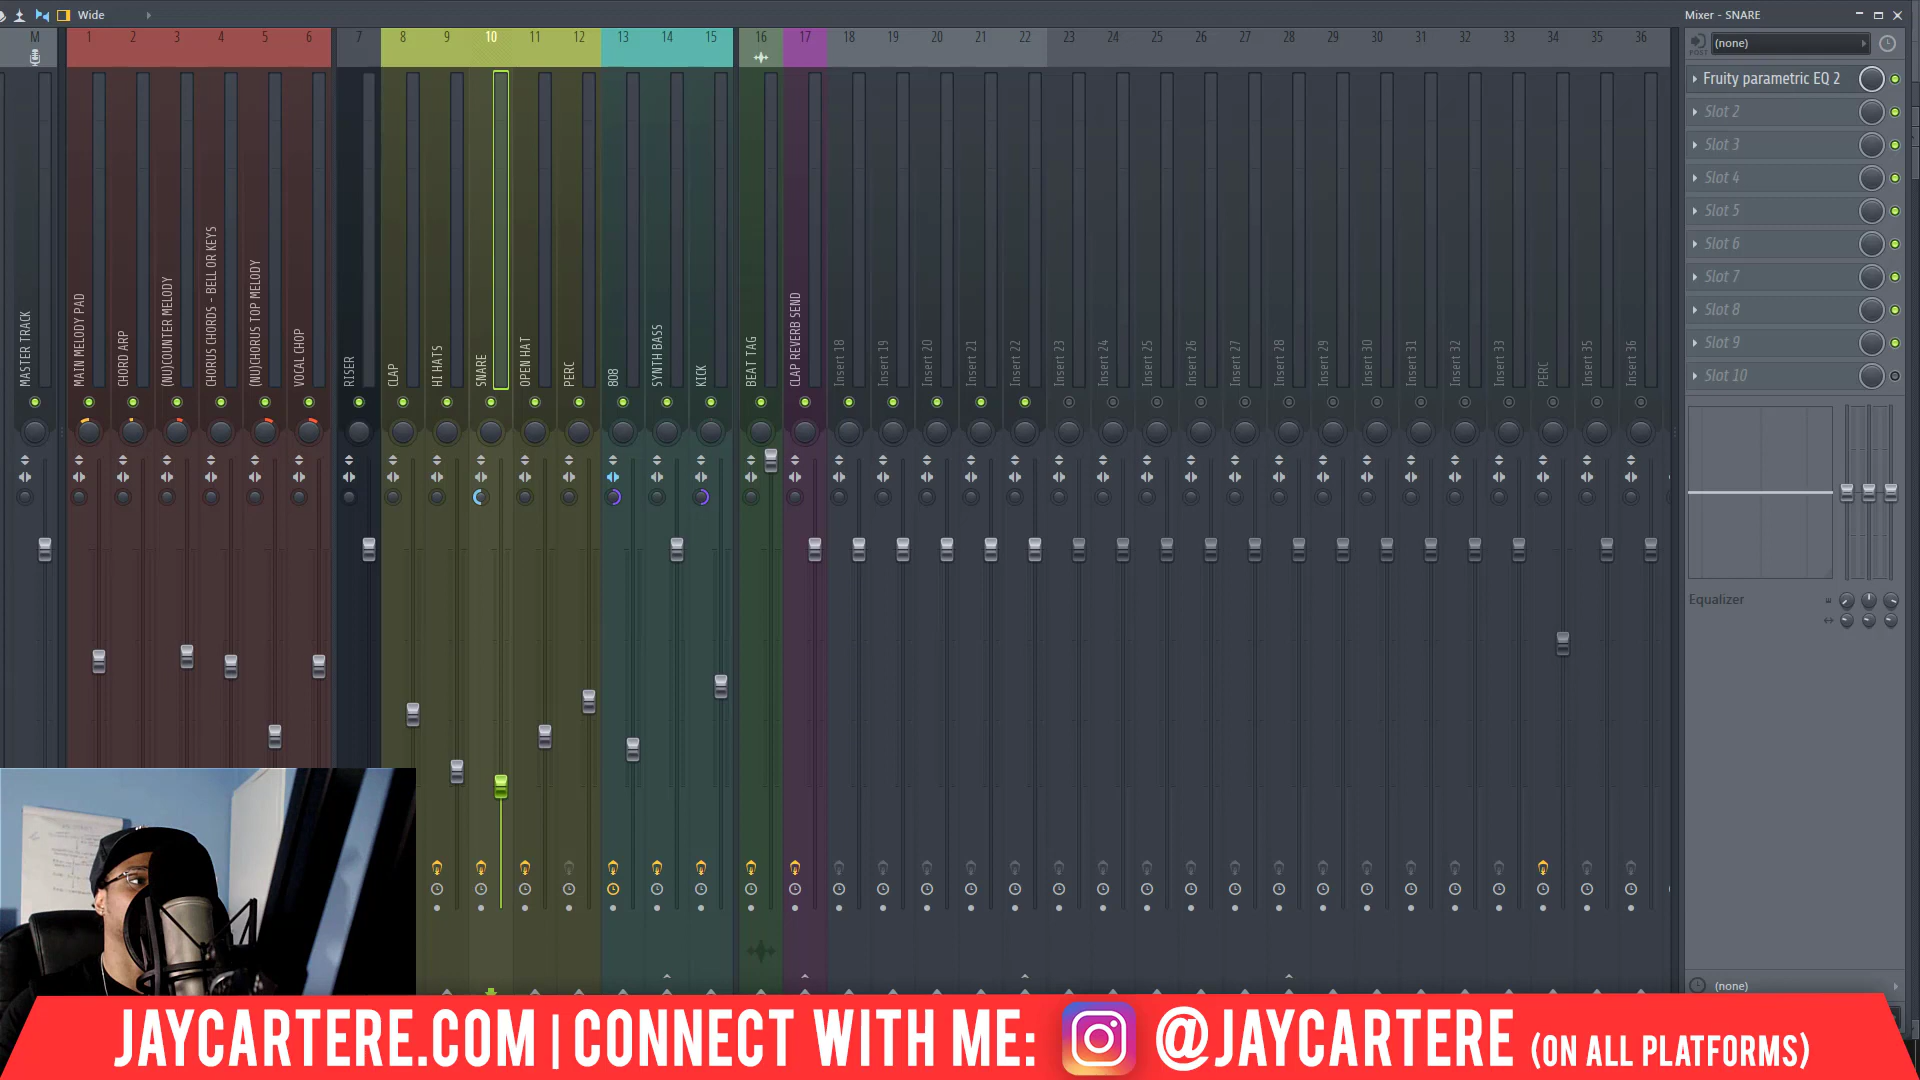 Wide
Mixer - SNARE
M 1 2 3 4 5 6 7 8 9 10 11 12 13 14 15 16 17 18 19 20 21 22 23 24 25 26 27 28 29 30 31 32 33 34 35 36
POST
(none)
Fruity parametric EQ 2
Slot 2
Slot 3
Slot 4
Slot 5
Slot 6
Slot 7
Slot 8
Slot 9
Slot 10
MASTER TRACK
MAIN MELODY PAD
CHORD ARP
(NU)COUNTER MELODY
CHORUS CHORDS - BELL OR KEYS
(NU)CHORUS TOP MELODY
VOCAL CHOP
RISER
CLAP
HI HATS
SNARE
OPEN HAT
PERC
808
SYNTH BASS
KICK
BEAT TAG
CLAP REVERB SEND
Insert 18
Insert 19
Insert 20
Insert 21
Insert 22
Insert 23
Insert 24
Insert 25
Insert 26
Insert 27
Insert 28
Insert 29
Insert 30
Insert 31
Insert 32
Insert 33
PERC
Insert 35
Insert 36
Equalizer
(none)
JAYCARTERE.COM | CONNECT WITH ME: @JAYCARTERE (ON ALL PLATFORMS)